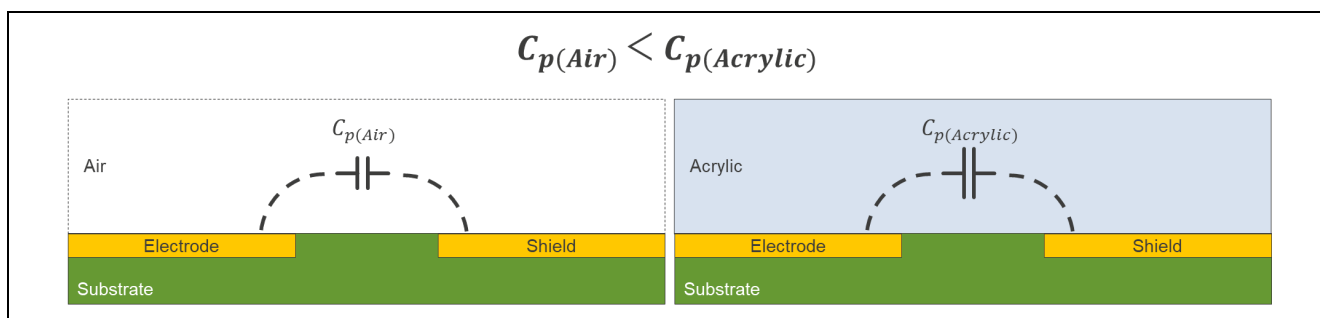 C_p(Air) < C_p(Acrylic)
C_p(Air)
Air
Electrode
Shield
Substrate
C_p(Acrylic)
Acrylic
Electrode
Shield
Substrate